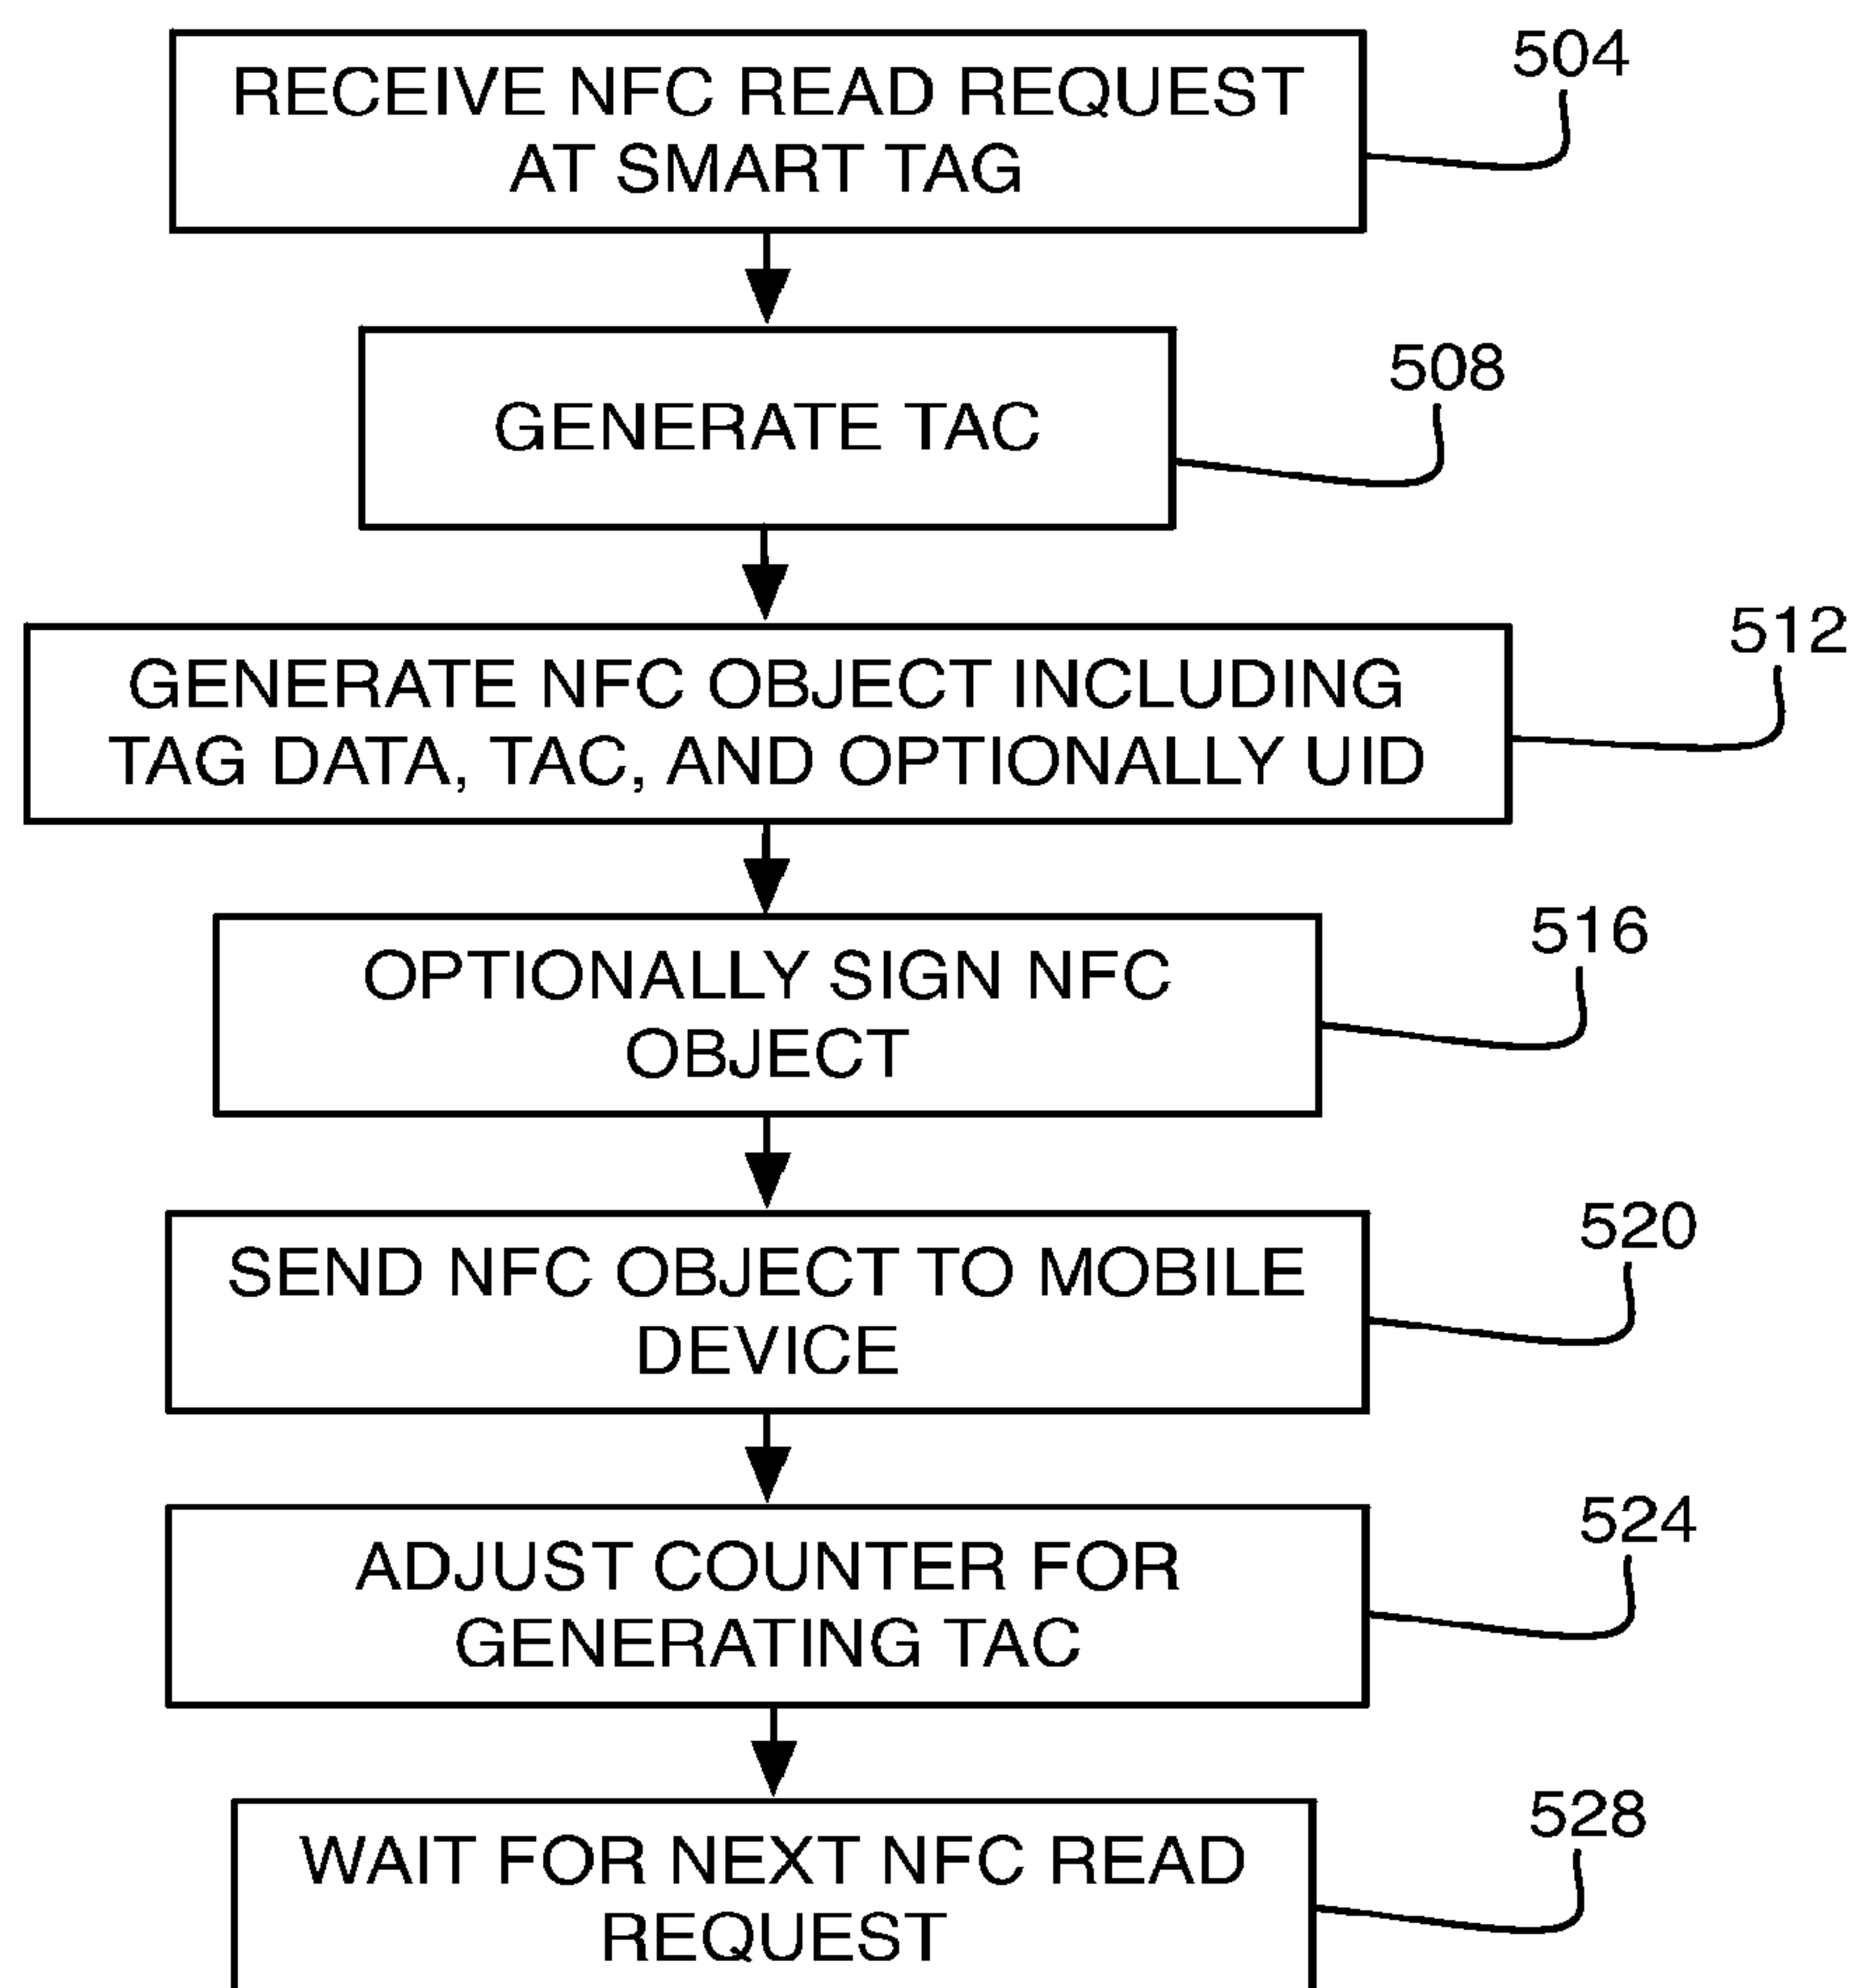 RECEIVE NFC READ REQUEST
AT SMART TAG
504
GENERATE TAC
508
GENERATE NFC OBJECT INCLUDING
TAG DATA, TAC, AND OPTIONALLY UID
512
OPTIONALLY SIGN NFC
OBJECT
516
SEND NFC OBJECT TO MOBILE
DEVICE
520
ADJUST COUNTER FOR
GENERATING TAC
524
WAIT FOR NEXT NFC READ
REQUEST
528